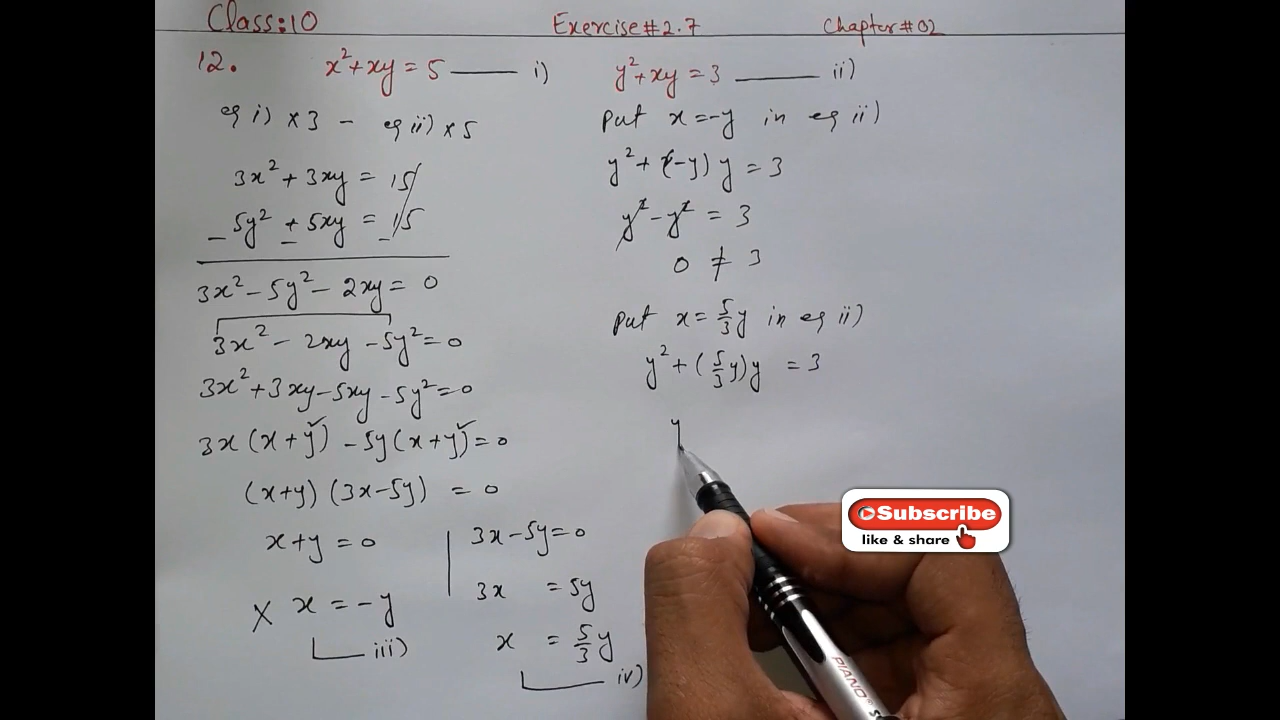 Class:10 Exercise#2.7 Chapter#02
12. x²+xy = 5 —— i) y²+xy = 3 —— ii)
eq i) ×3 - eq ii) ×5
3x² + 3xy = 15
5y² + 5xy = 15
- - -
3x² - 5y² - 2xy = 0
3x² - 2xy - 5y² = 0
3x² + 3xy - 5xy - 5y² = 0
3x (x + y) - 5y (x + y) = 0
(x+y) (3x-5y) = 0
x+y = 0
X x = -y
iii)
3x - 5y = 0
3x = 5y
x = 5/3 y
iv)
Put x = -y in eq ii)
y² + (-y) y = 3
y² - y² = 3
0 ≠ 3
Put x = 5/3 y in eq ii)
y² + (5/3 y) y = 3
Subscribe
like & share
PIANO